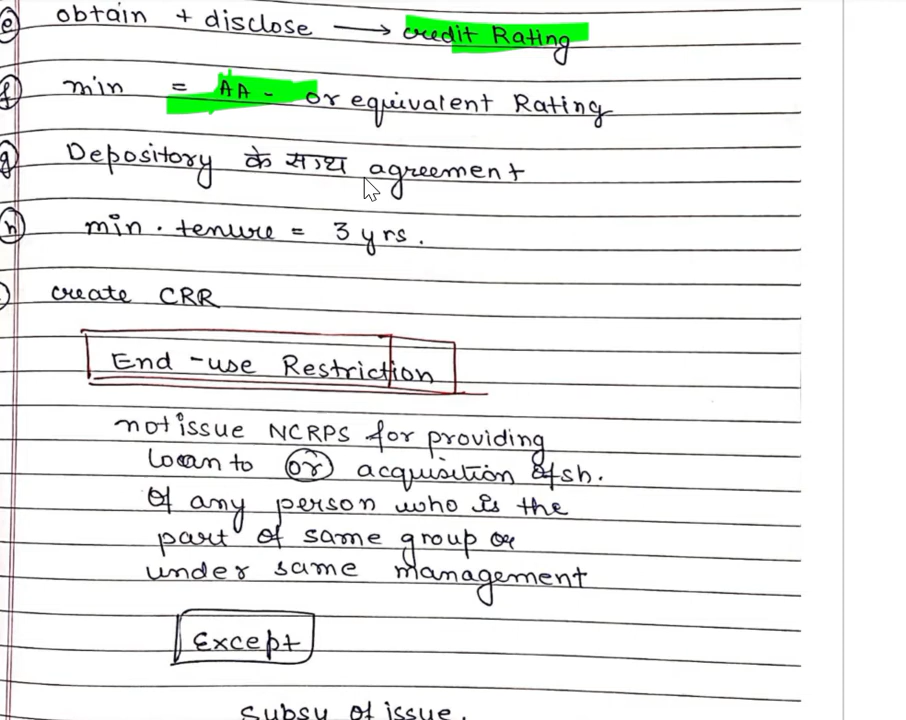 e obtain + disclose → credit Rating
f min = AA - or equivalent Rating
g Depository के साथ agreement
h min. tenure = 3 yrs.
create CRR
End -use Restriction
not issue NCRPS for providing
loan to or acquisition of sh.
of any person who is the
part of same group or
under same management
Except
Subsy of issue.